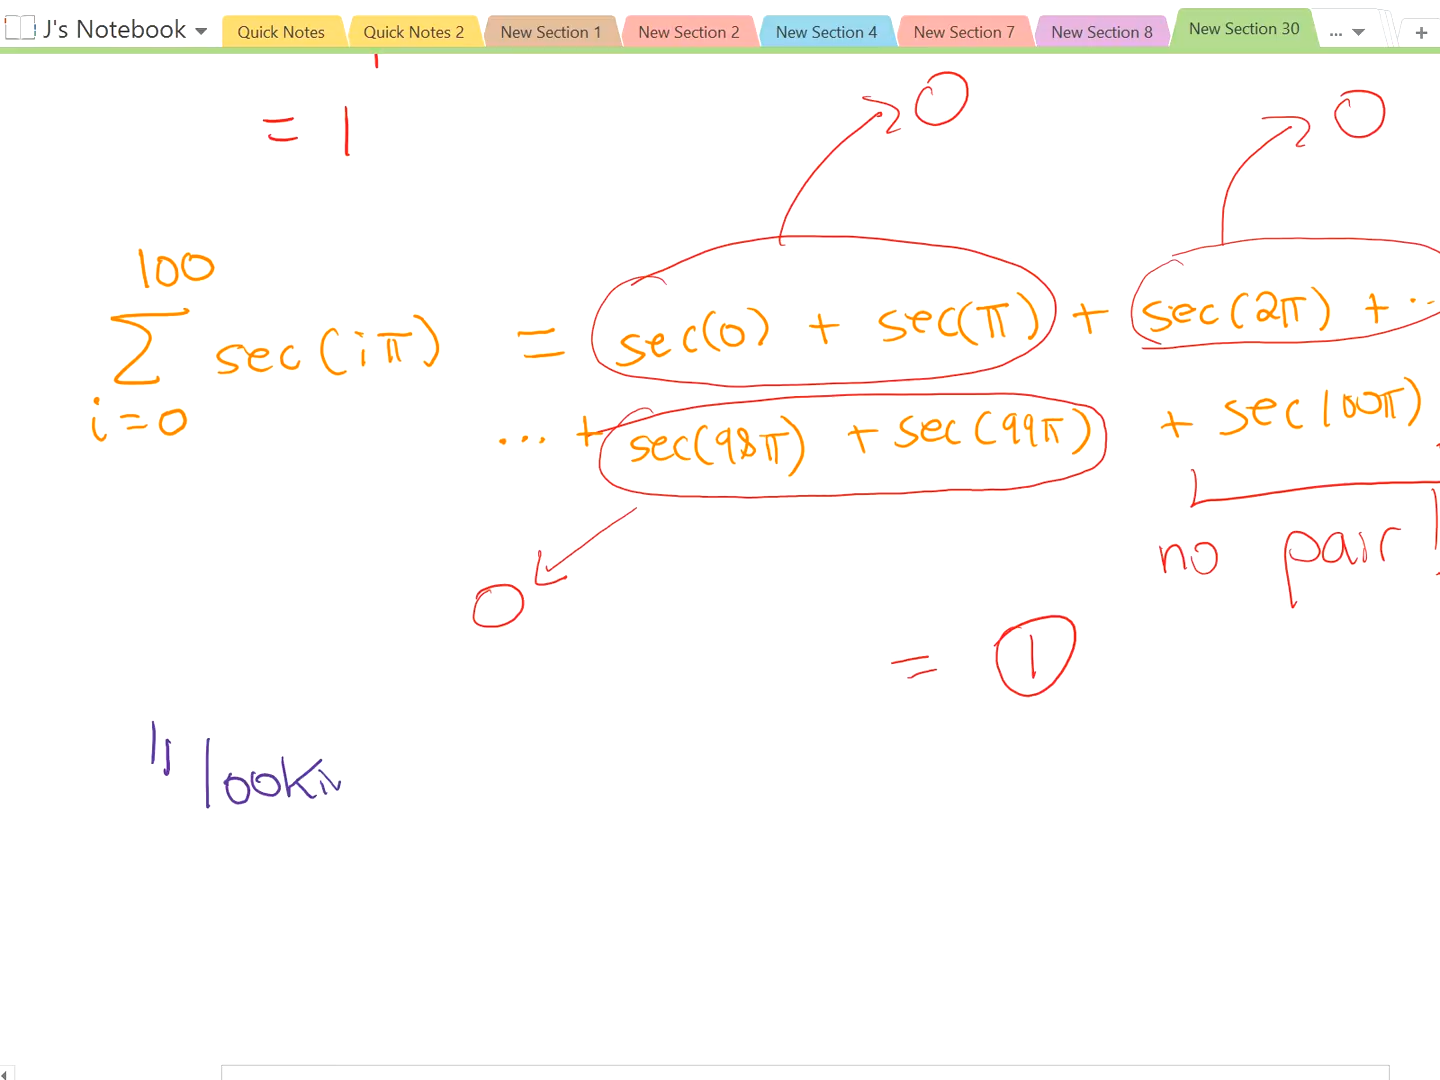 J's Notebook Quick Notes Quick Notes 2 New Section 1 New Section 2 New Section 4 New Section 7 New Section 8 New Section 30 ... +
= 1
0 0
100
∑ sec(iπ) = sec(0) + sec(π) + sec(2π) + ...
i=0
... + sec(98π) + sec(99π) + sec(100π)
no pair!
0
= 1
"lookin